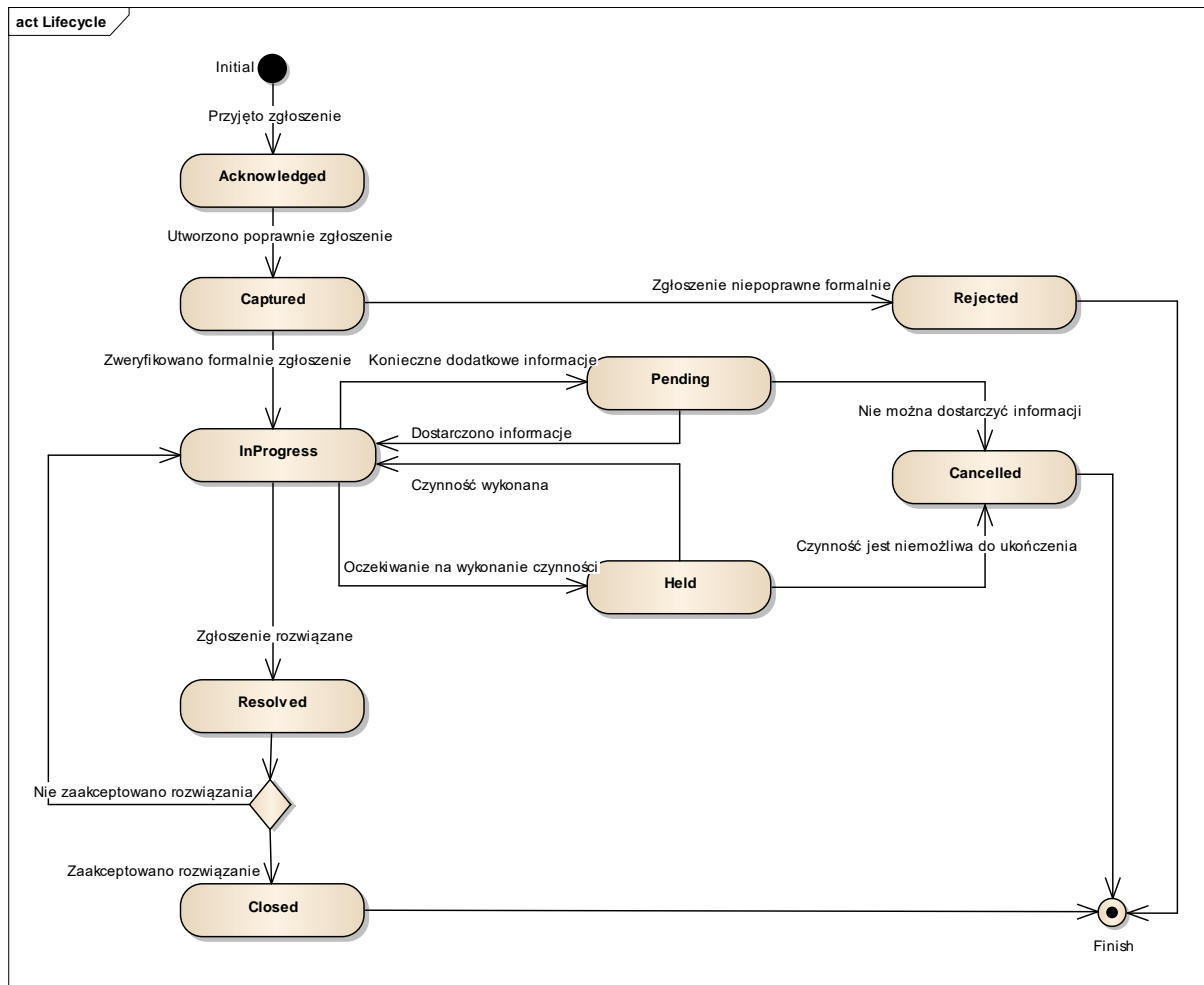 act Lifecycle
Initial
Przyjęto zgłoszenie
Acknowledged
Utworzono poprawnie zgłoszenie
Captured
Zgłoszenie niepoprawne formalnie
Rejected
Zweryfikowano formalnie zgłoszenie
Konieczne dodatkowe informacje
Pending
Nie można dostarczyć informacji
Dostarczono informacje
InProgress
Cancelled
Czynność wykonana
Czynność jest niemożliwa do ukończenia
Oczekiwanie na wykonanie czynności
Held
Zgłoszenie rozwiązane
Resolved
Nie zaakceptowano rozwiązania
Zaakceptowano rozwiązanie
Closed
Finish